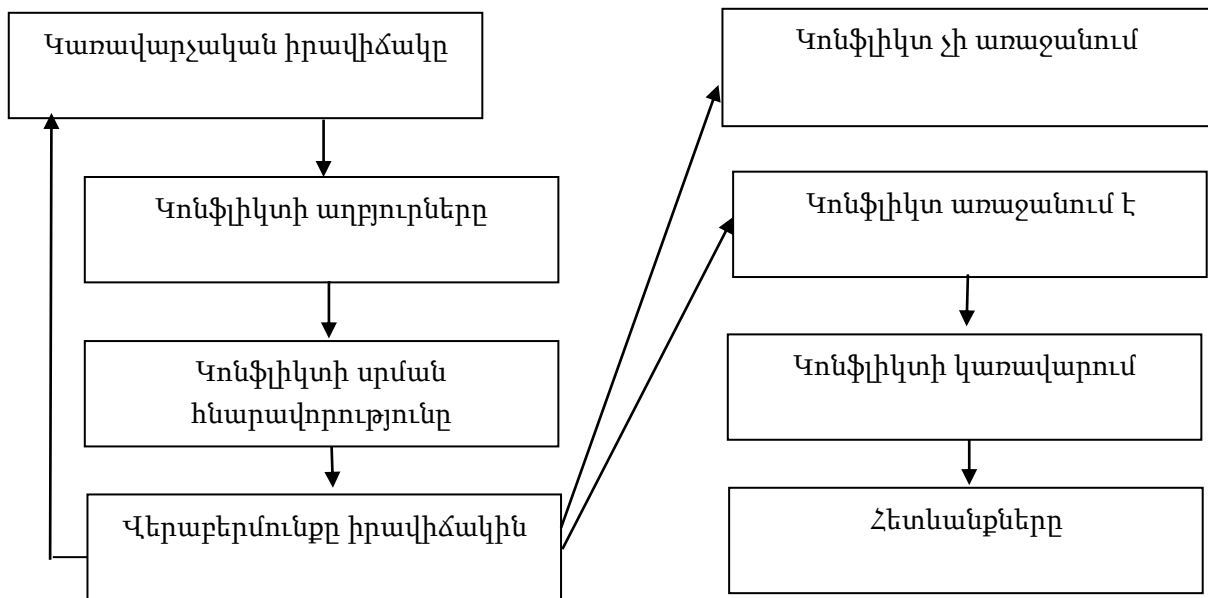 Կառավարչական իրավիճակը
Կոնֆլիկտի աղբյուրները
Կոնֆլիկտի սրման
հնարավորությունը
Վերաբերմունքը իրավիճակին
Կոնֆլիկտ չի առաջանում
Կոնֆլիկտ առաջանում է
Կոնֆլիկտի կառավարում
Հետևանքները